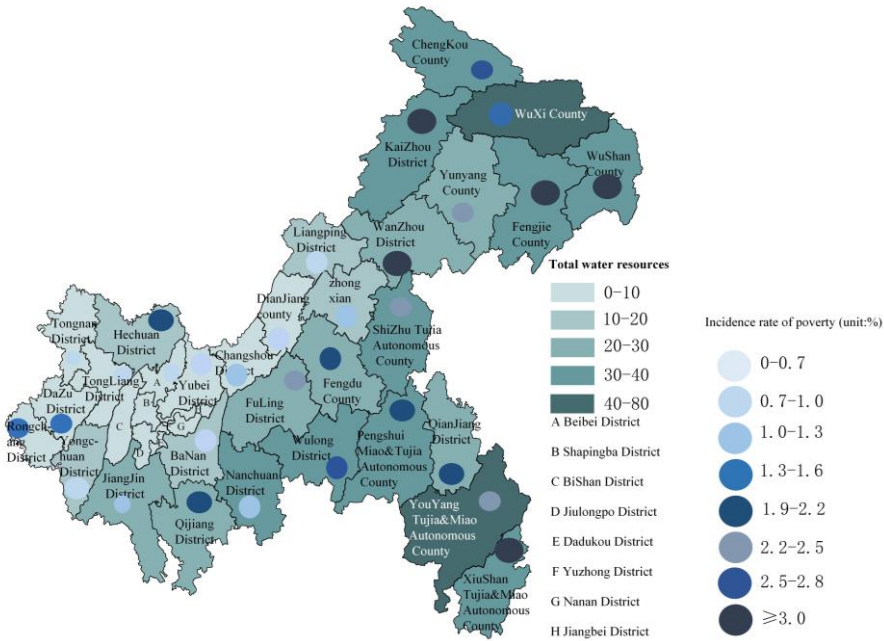 ChengKou
County
WuXi County
KaiZhou
District
WuShan
County
Yunyang
County
Fengjie
County
WanZhou
District
Liangping
District
zhong
xian
DianJiang
county
ShiZhu Tujia
Autonomous
County
Tongnan
District
Hechuan
District
Changshou
District
Yubei
District
TongLiang
District
DaZu
District
Rongch-
ang
District
Yongc-
huan
District
FuLing
District
Fengdu
County
Wulong
District
Pengshui
Miao&Tujia
Autonomous
County
QianJiang
District
BaNan
District
Nanchuan
District
JiangJin
District
Qijiang
District
YouYang
Tujia&Miao
Autonomous
County
XiuShan
Tujia&Miao
Autonomous
County
A
B
C
D
G
Total water resources
0-10
10-20
20-30
30-40
40-80
A Beibei District
B Shapingba District
C BiShan District
D Jiulongpo District
E Dadukou District
F Yuzhong District
G Nanan District
H Jiangbei District
Incidence rate of poverty (unit:%)
0-0.7
0.7-1.0
1.0-1.3
1.3-1.6
1.9-2.2
2.2-2.5
2.5-2.8
≥3.0